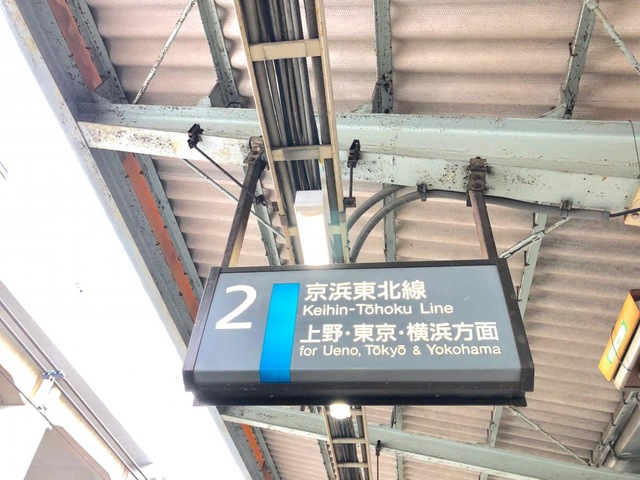 2
京浜東北線
Keihin-Tōhoku Line
上野・東京・横浜方面
for Ueno, Tōkyō & Yokohama